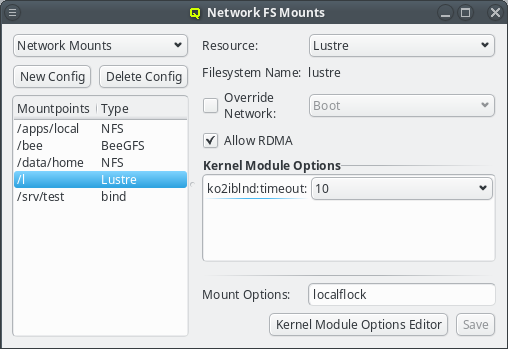 Network FS Mounts
Network Mounts
New Config Delete Config
Mountpoints Type
/apps/local NFS
/bee BeeGFS
/data/home NFS
/l Lustre
/srv/test bind
Resource: Lustre
Filesystem Name: lustre
Override
Network: Boot
Allow RDMA
Kernel Module Options
ko2iblnd:timeout: 10
Mount Options: localflock
Kernel Module Options Editor Save